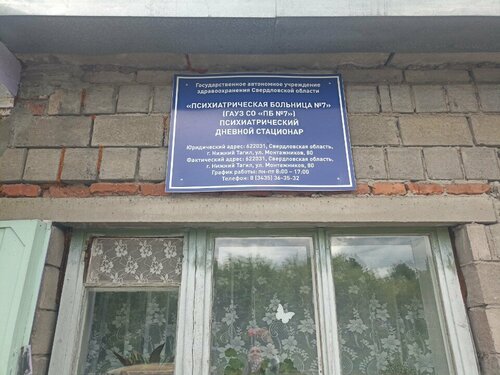 Государственное автономное учреждение
здравоохранения Свердловской области
«ПСИХИАТРИЧЕСКАЯ БОЛЬНИЦА №7»
(ГАУЗ СО «ПБ №7»)
ПСИХИАТРИЧЕСКИЙ
ДНЕВНОЙ СТАЦИОНАР
Юридический адрес: 622031, Свердловская область,
г. Нижний Тагил, ул. Монтажников, 80
Фактический адрес: 622031, Свердловская область,
г. Нижний Тагил, ул. Монтажников, 80
График работы: пн-пт 8:00 – 17:00
Телефон: 8 (3435) 36-35-32